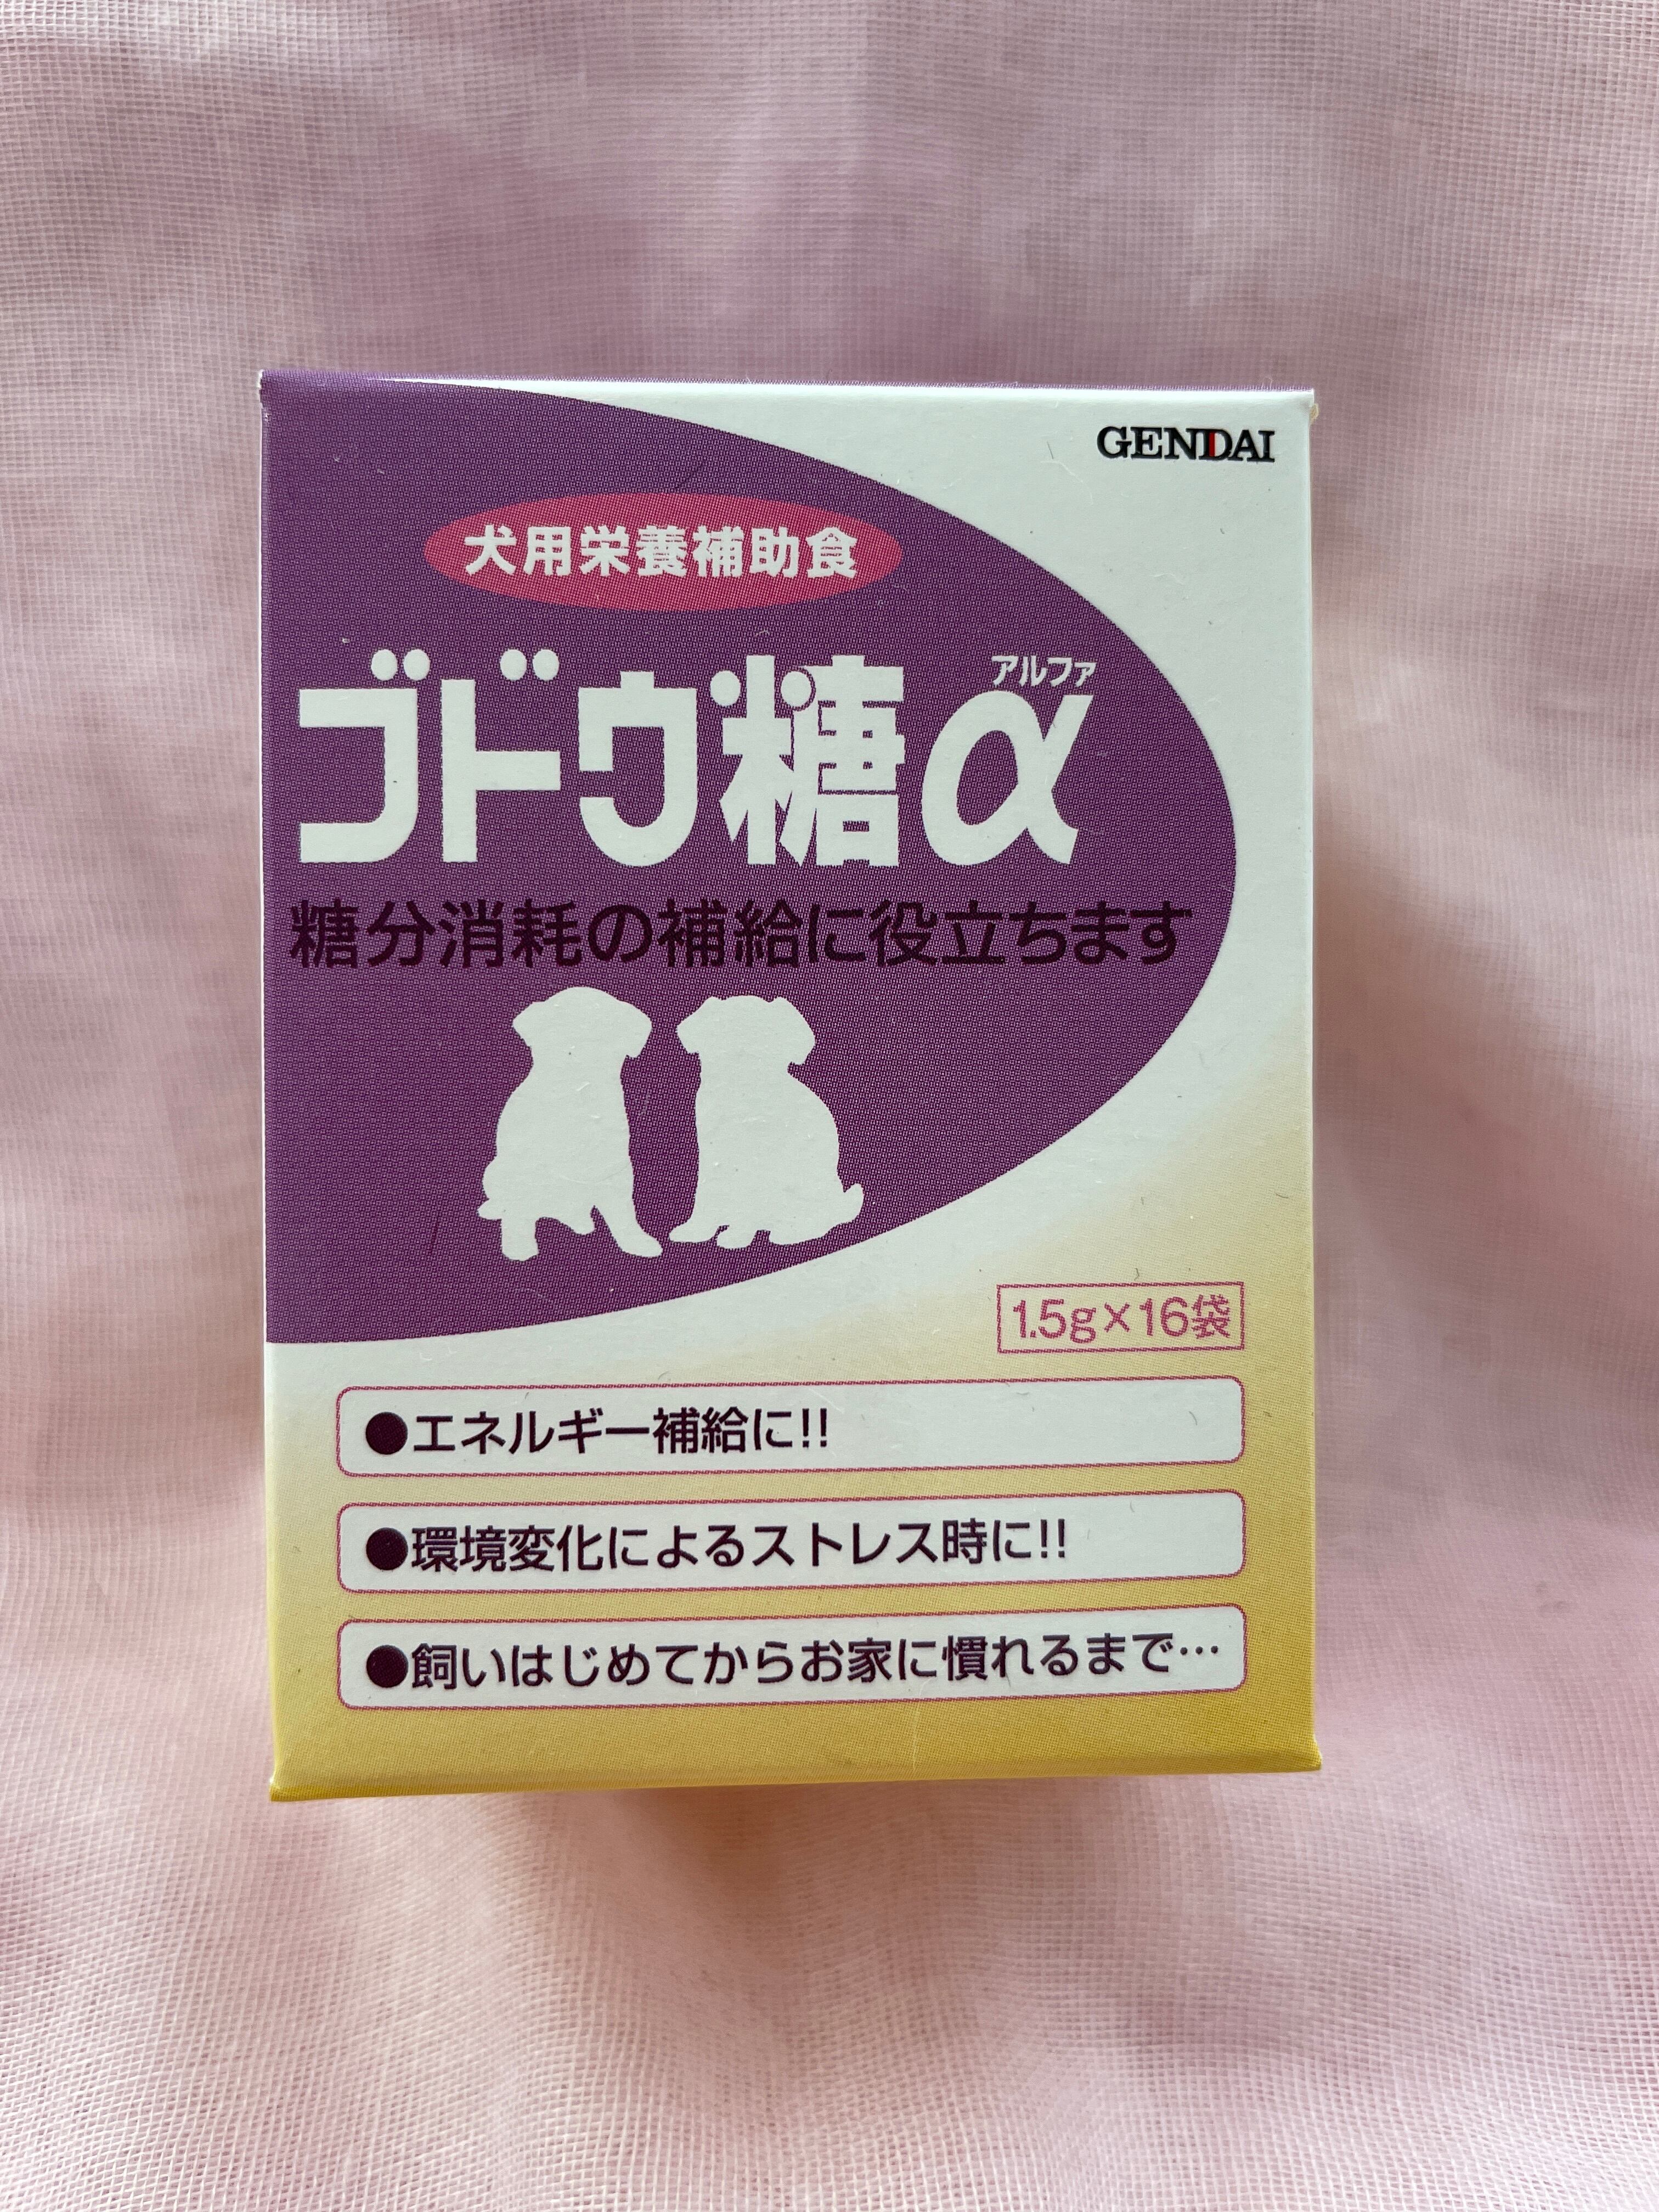 GENDAI
犬用栄養補助食
アルファ
ブドウ糖α
糖分消耗の補給に役立ちます
1.5g×16袋
●エネルギー補給に!!
●環境変化によるストレス時に!!
●飼いはじめてからお家に慣れるまで…